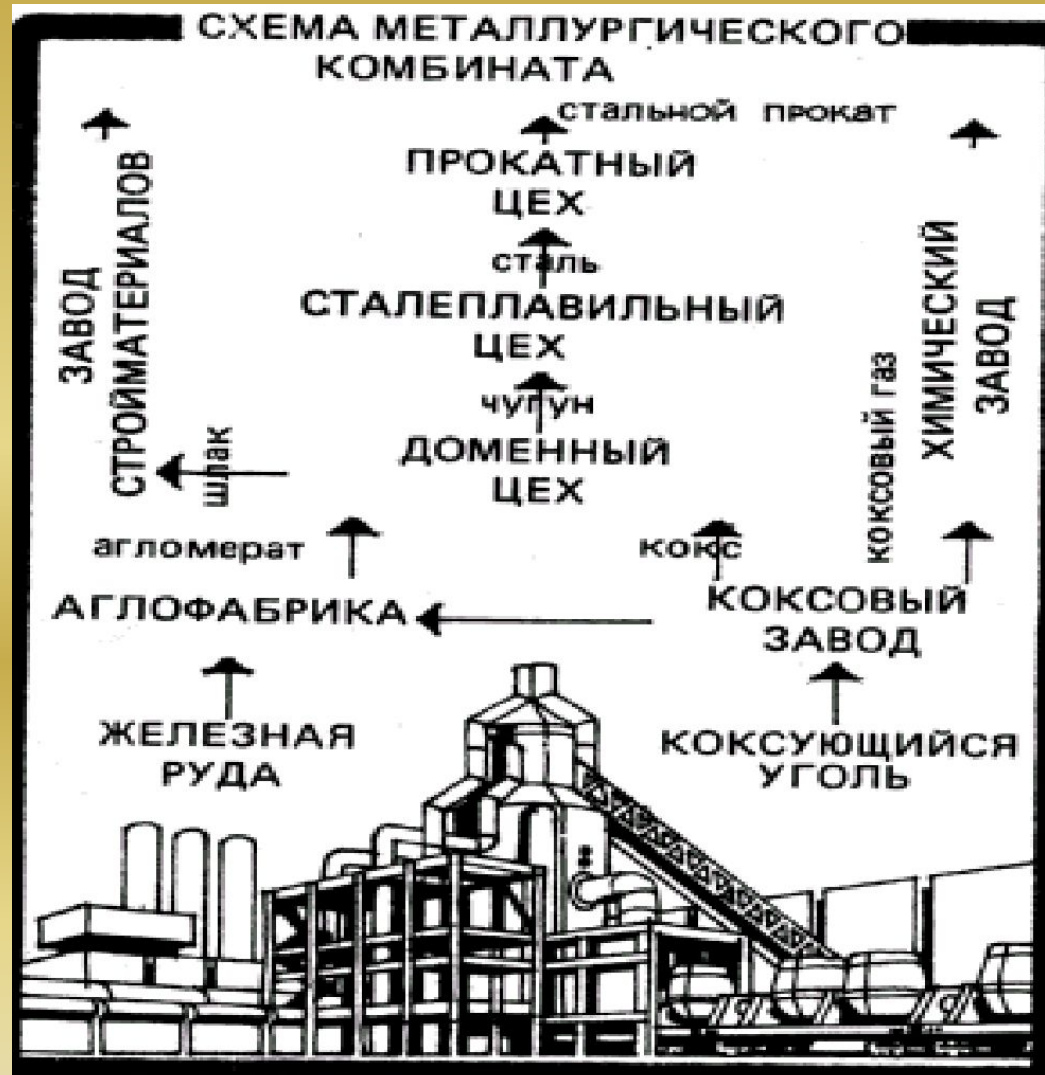 СХЕМА МЕТАЛЛУРГИЧЕСКОГО
КОМБИНАТА
стальной прокат
ПРОКАТНЫЙ
ЦЕХ
сталь
СТАЛЕПЛАВИЛЬНЫЙ
ЦЕХ
чугун
ДОМЕННЫЙ
ЦЕХ
ЗАВОД
СТРОЙМАТЕРИАЛОВ
шлак
коксовый газ
ХИМИЧЕСКИЙ
ЗАВОД
агломерат
кокс
АГЛОФАБРИКА
КОКСОВЫЙ
ЗАВОД
ЖЕЛЕЗНАЯ
РУДА
КОКСУЮЩИЙСЯ
УГОЛЬ